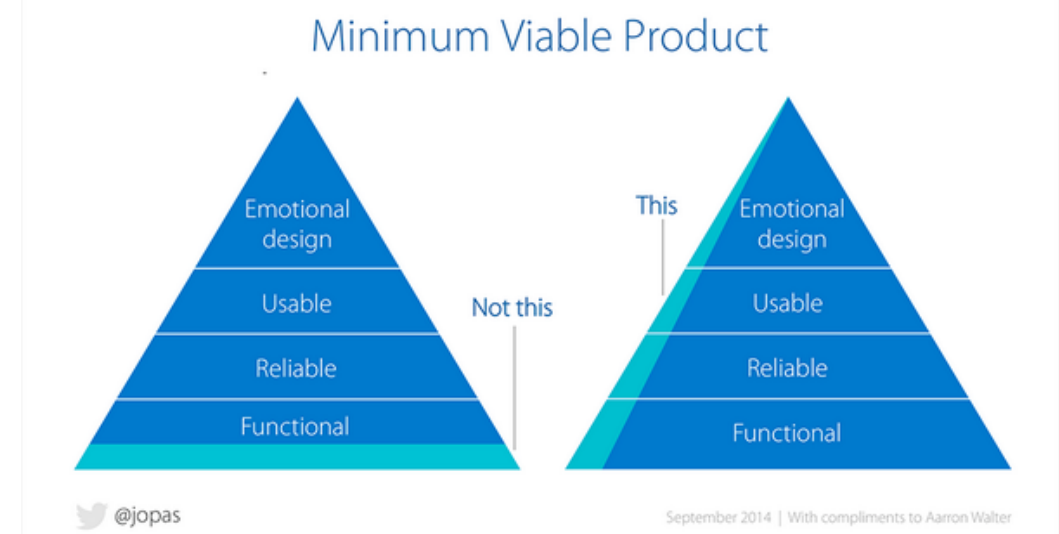 Minimum Viable Product
Emotional
design
Usable
Reliable
Functional
Not this
This
Emotional
design
Usable
Reliable
Functional
@jopas
September 2014 | With compliments to Aarron Walter